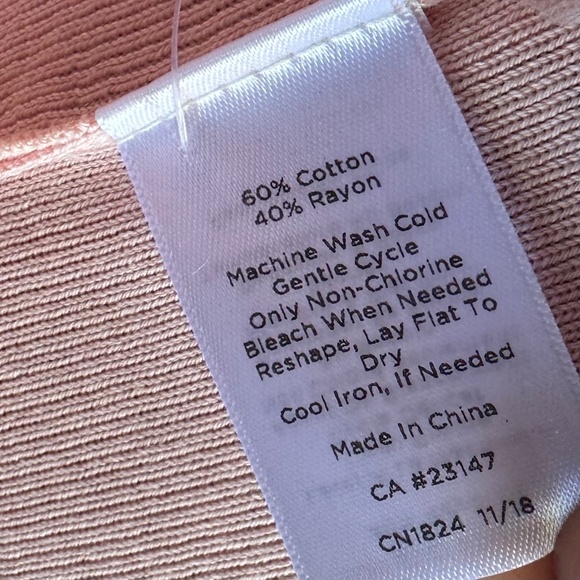 60% Cotton
40% Rayon
Machine Wash Cold
Gentle Cycle
Only Non-Chlorine
Bleach When Needed
Reshape, Lay Flat To
Dry
Cool Iron, If Needed
Made In China
CA #23147
CN1824 11/18